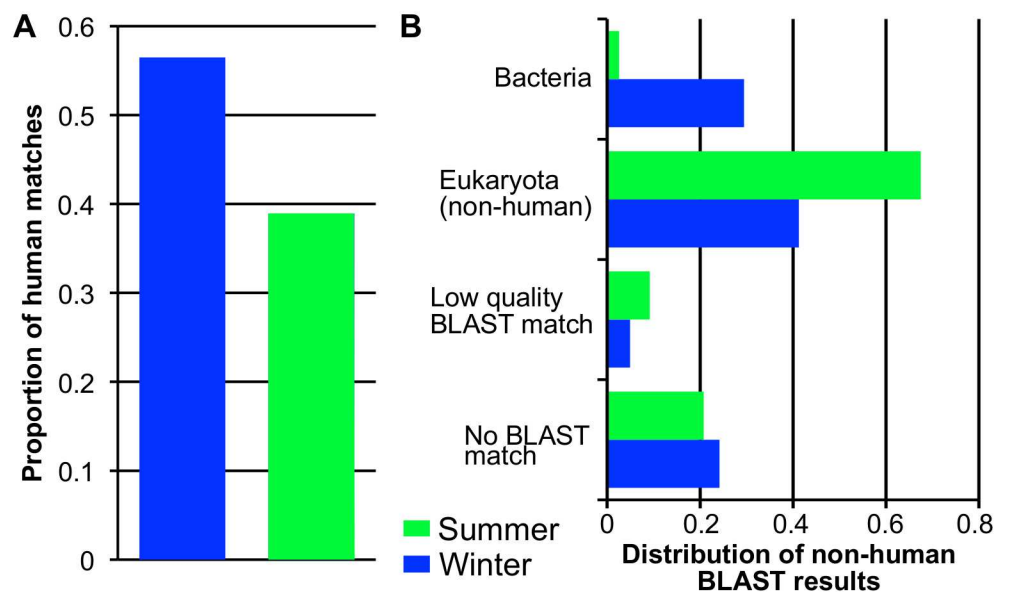 A
0.6
0.5
0.4
0.3
0.2
0.1
0
Proportion of human matches
B
Bacteria
Eukaryota
(non-human)
Low quality
BLAST match
No BLAST
match
0 0.2 0.4 0.6 0.8
Distribution of non-human
BLAST results
Summer
Winter